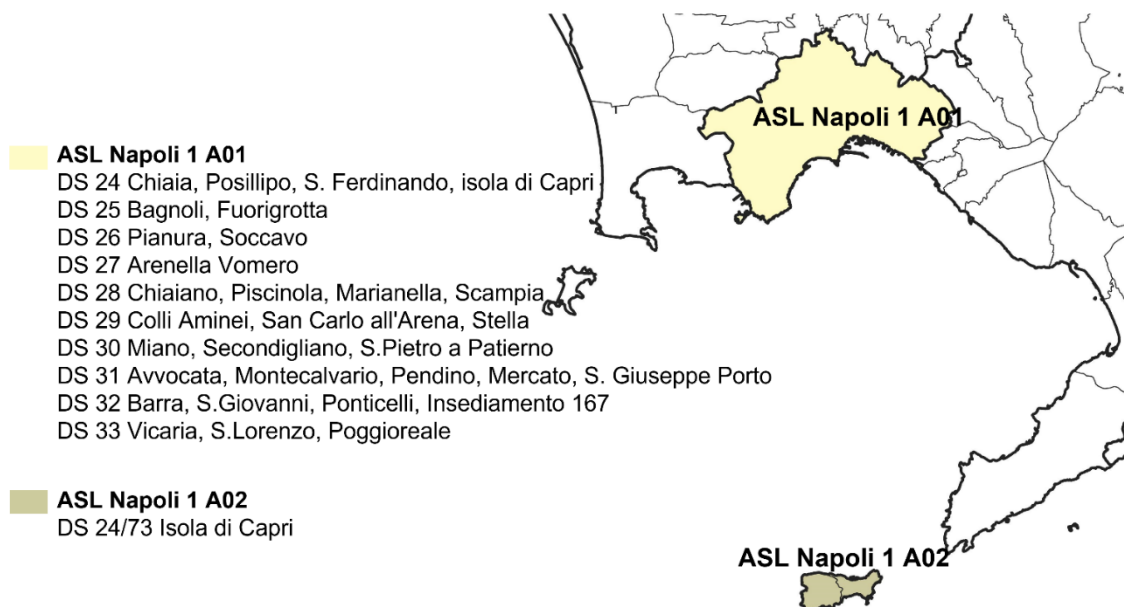 ASL Napoli 1 A01
ASL Napoli 1 A01
DS 24 Chiaia, Posillipo, S. Ferdinando, isola di Capri
DS 25 Bagnoli, Fuorigrotta
DS 26 Pianura, Soccavo
DS 27 Arenella Vomero
DS 28 Chiaiano, Piscinola, Marianella, Scampia
DS 29 Colli Aminei, San Carlo all'Arena, Stella
DS 30 Miano, Secondigliano, S.Pietro a Patierno
DS 31 Avvocata, Montecalvario, Pendino, Mercato, S. Giuseppe Porto
DS 32 Barra, S.Giovanni, Ponticelli, Insediamento 167
DS 33 Vicaria, S.Lorenzo, Poggioreale
ASL Napoli 1 A02
DS 24/73 Isola di Capri
ASL Napoli 1 A02